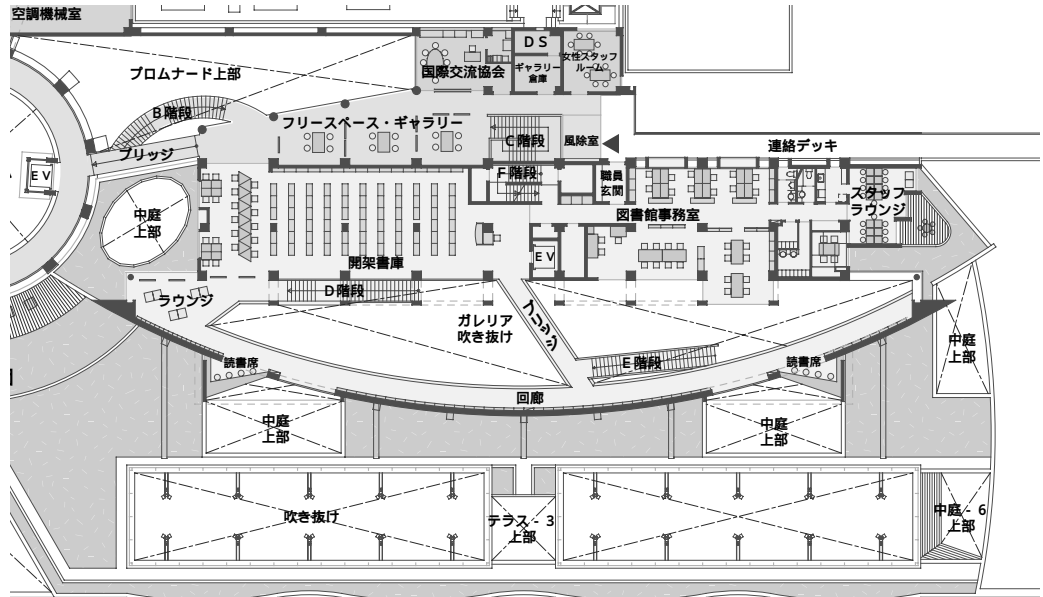 空調機械室
DS
女性スタッフ
ルーム
国際交流協会
ギャラリー
倉庫
プロムナード上部
B階段
フリースペース・ギャラリー
C階段
風除室
連絡デッキ
ブリッジ
EV
F階段
職員
玄関
スタッフ
ラウンジ
中庭
上部
図書館事務室
開架書庫
EV
D階段
ラウンジ
ブリッジ
ガレリア
吹き抜け
中庭
上部
読書席
E階段
読書席
回廊
中庭
上部
中庭
上部
吹き抜け
テラス-3
上部
中庭-6
上部